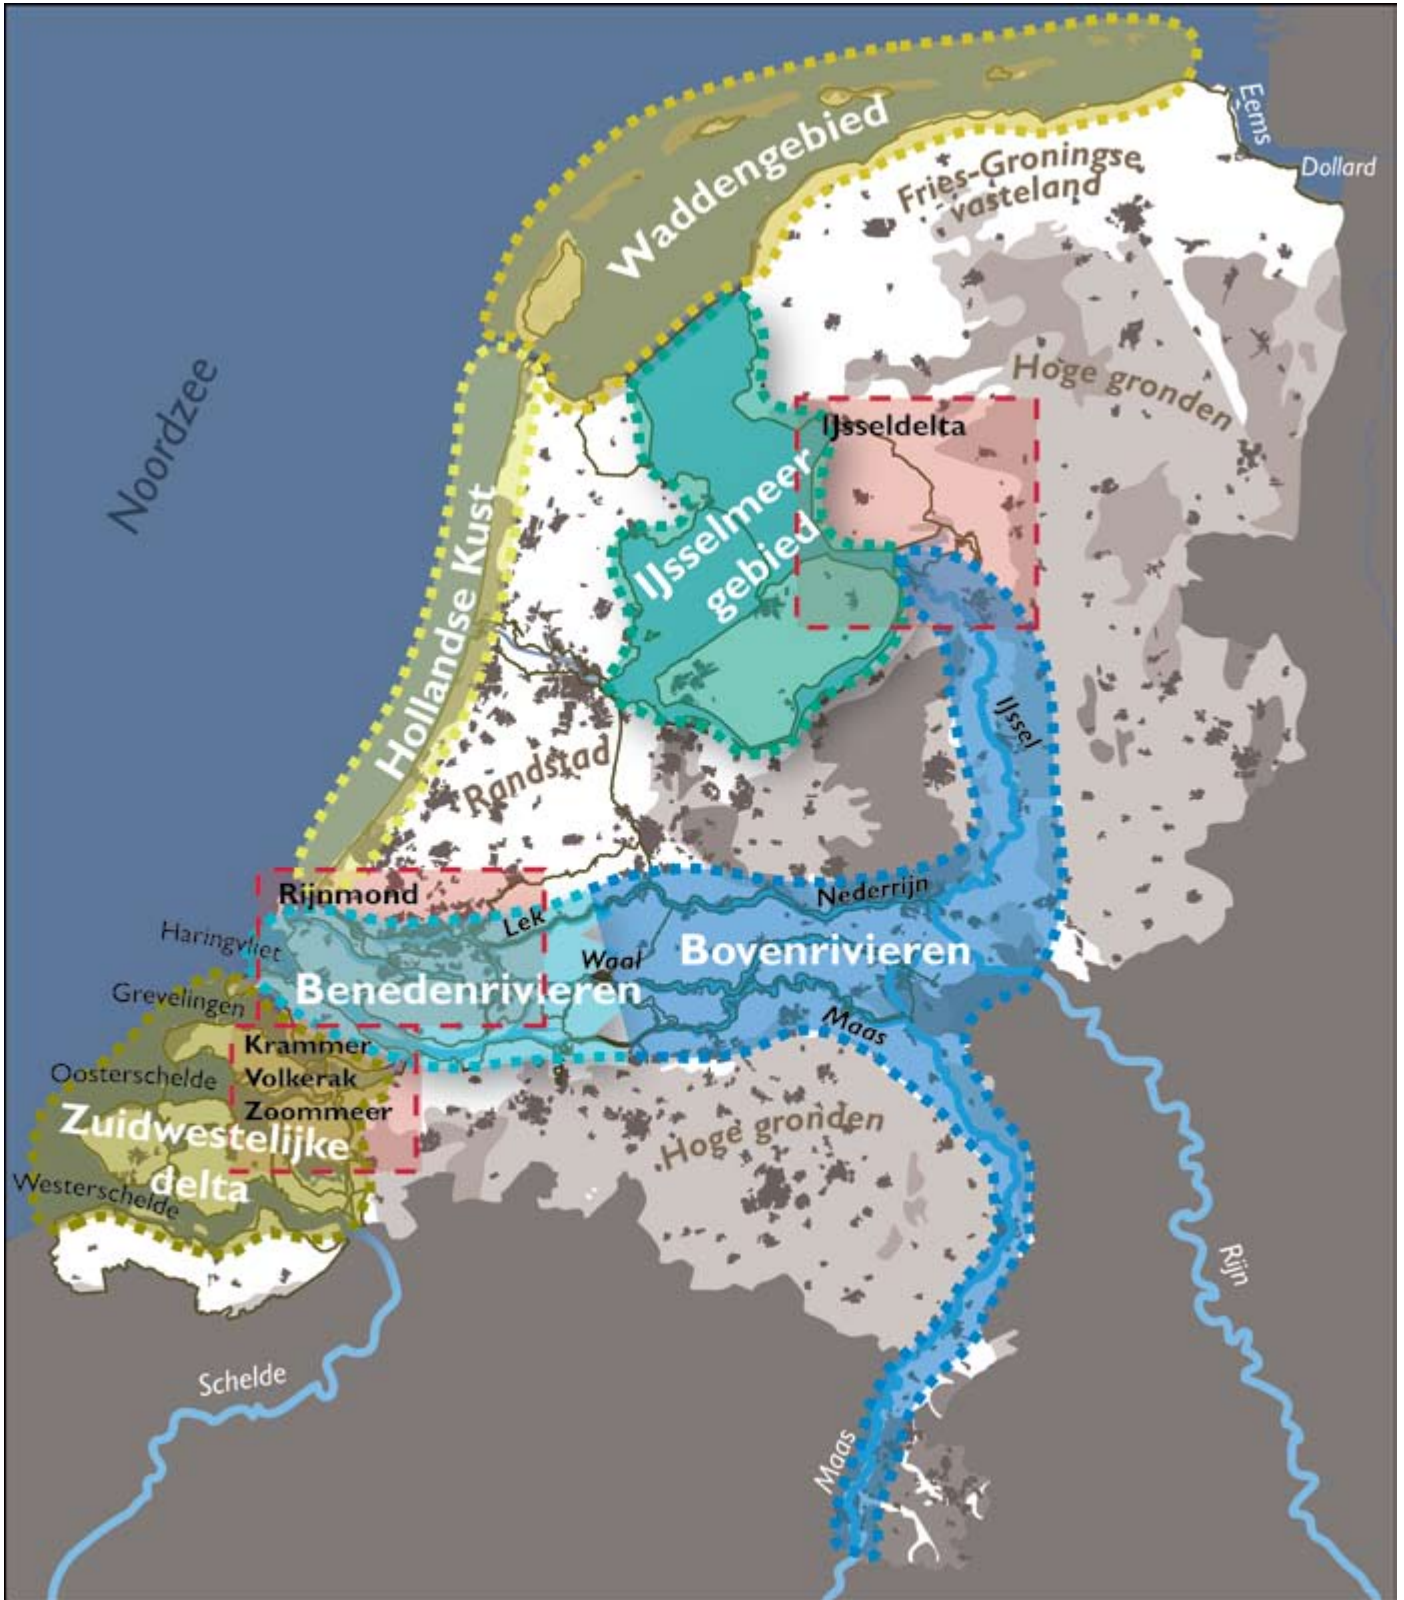 Eems
Dollard
Waddengebied
Fries-Groningse
vasteland
Noordzee
Hoge gronden
IJsseldelta
Hollandse Kust
IJsselmeer
gebied
IJssel
Randstad
Rijnmond
Nederrijn
Lek
Haringvliet
Waal
Bovenrivieren
Benedenrivieren
Grevelingen
Maas
Krammer
Volkerak
Zoommeer
Oosterschelde
Zuidwestelijke
delta
Hoge gronden
Westerschelde
Rijn
Schelde
Maas